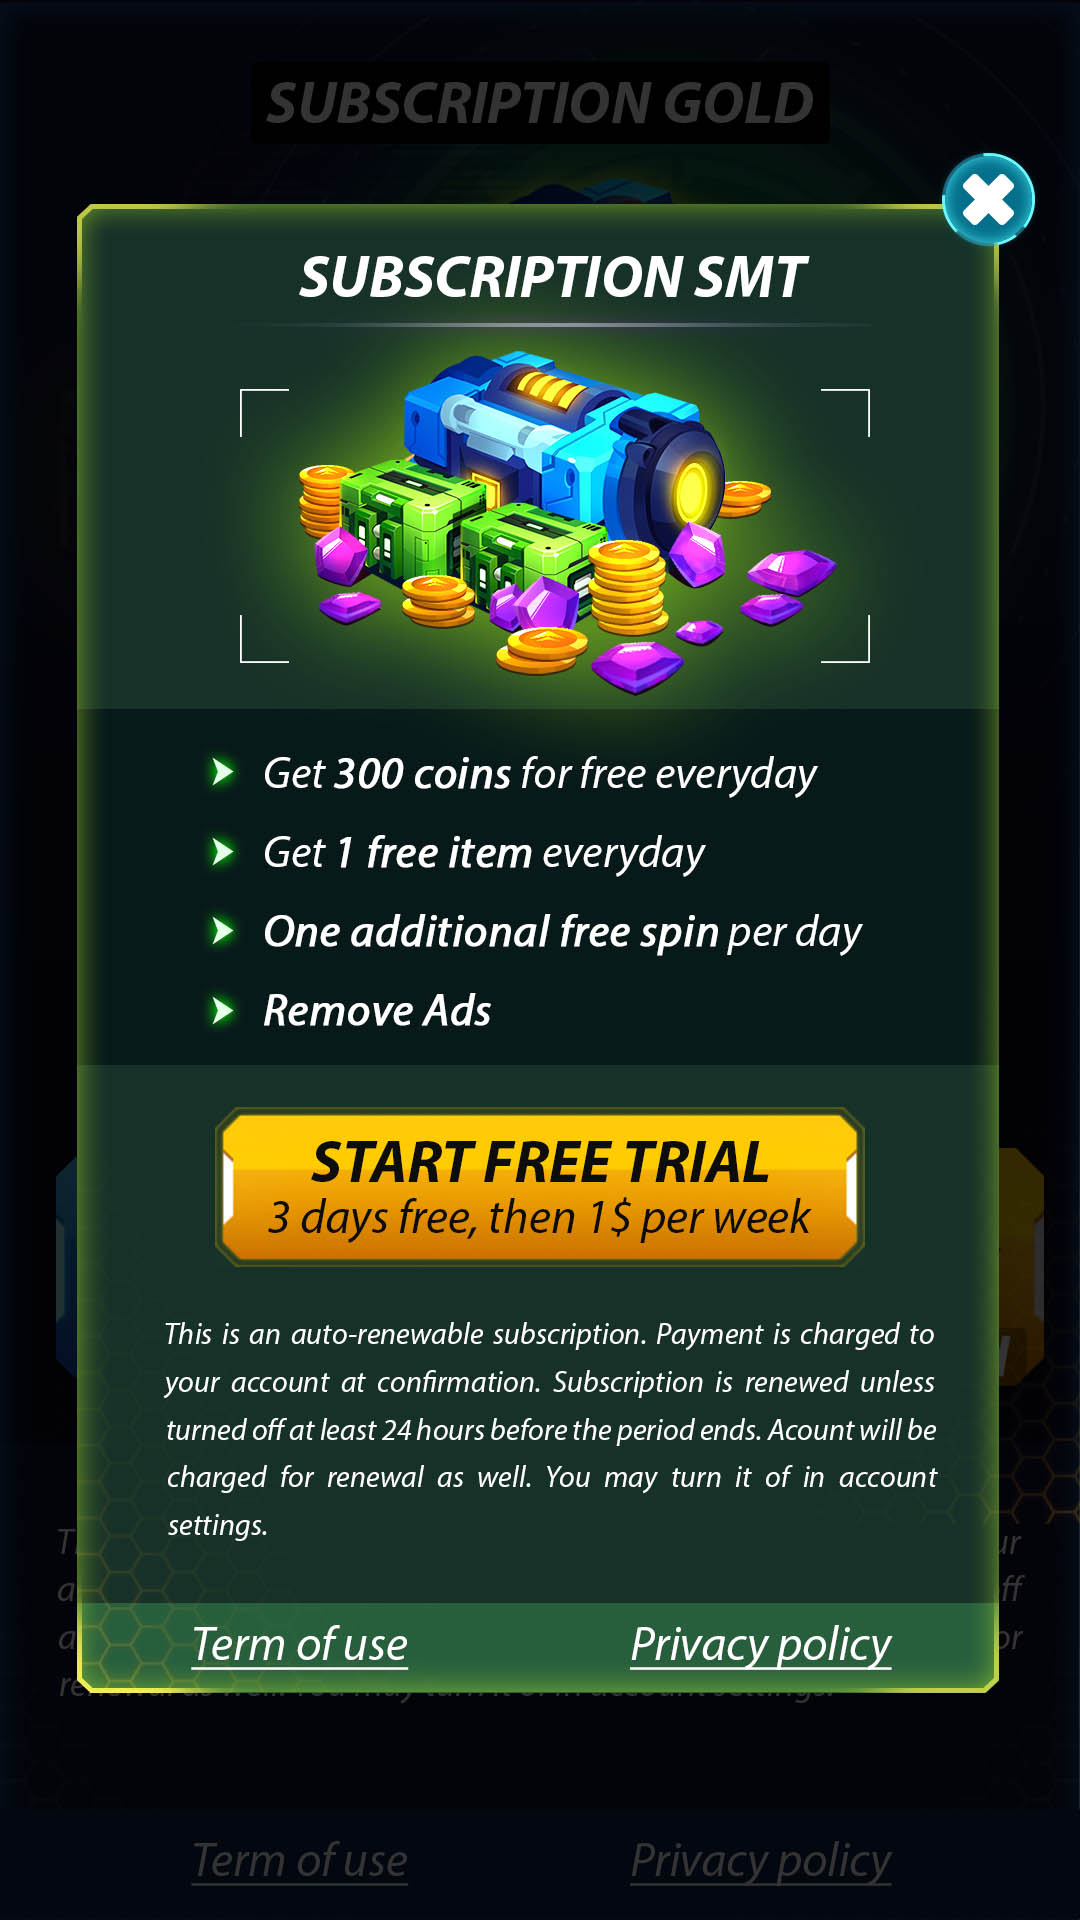 SUBSCRIPTION GOLD
SUBSCRIPTION SMT
Get 300 coins for free everyday
Get 1 free item everyday
One additional free spin per day
Remove Ads
START FREE TRIAL
3 days free, then 1$ per week
This is an auto-renewable subscription. Payment is charged to
your account at confirmation. Subscription is renewed unless
turned off at least 24 hours before the period ends. Acount will be
charged for renewal as well. You may turn it of in account
settings.
Term of use Privacy policy
Term of use Privacy policy